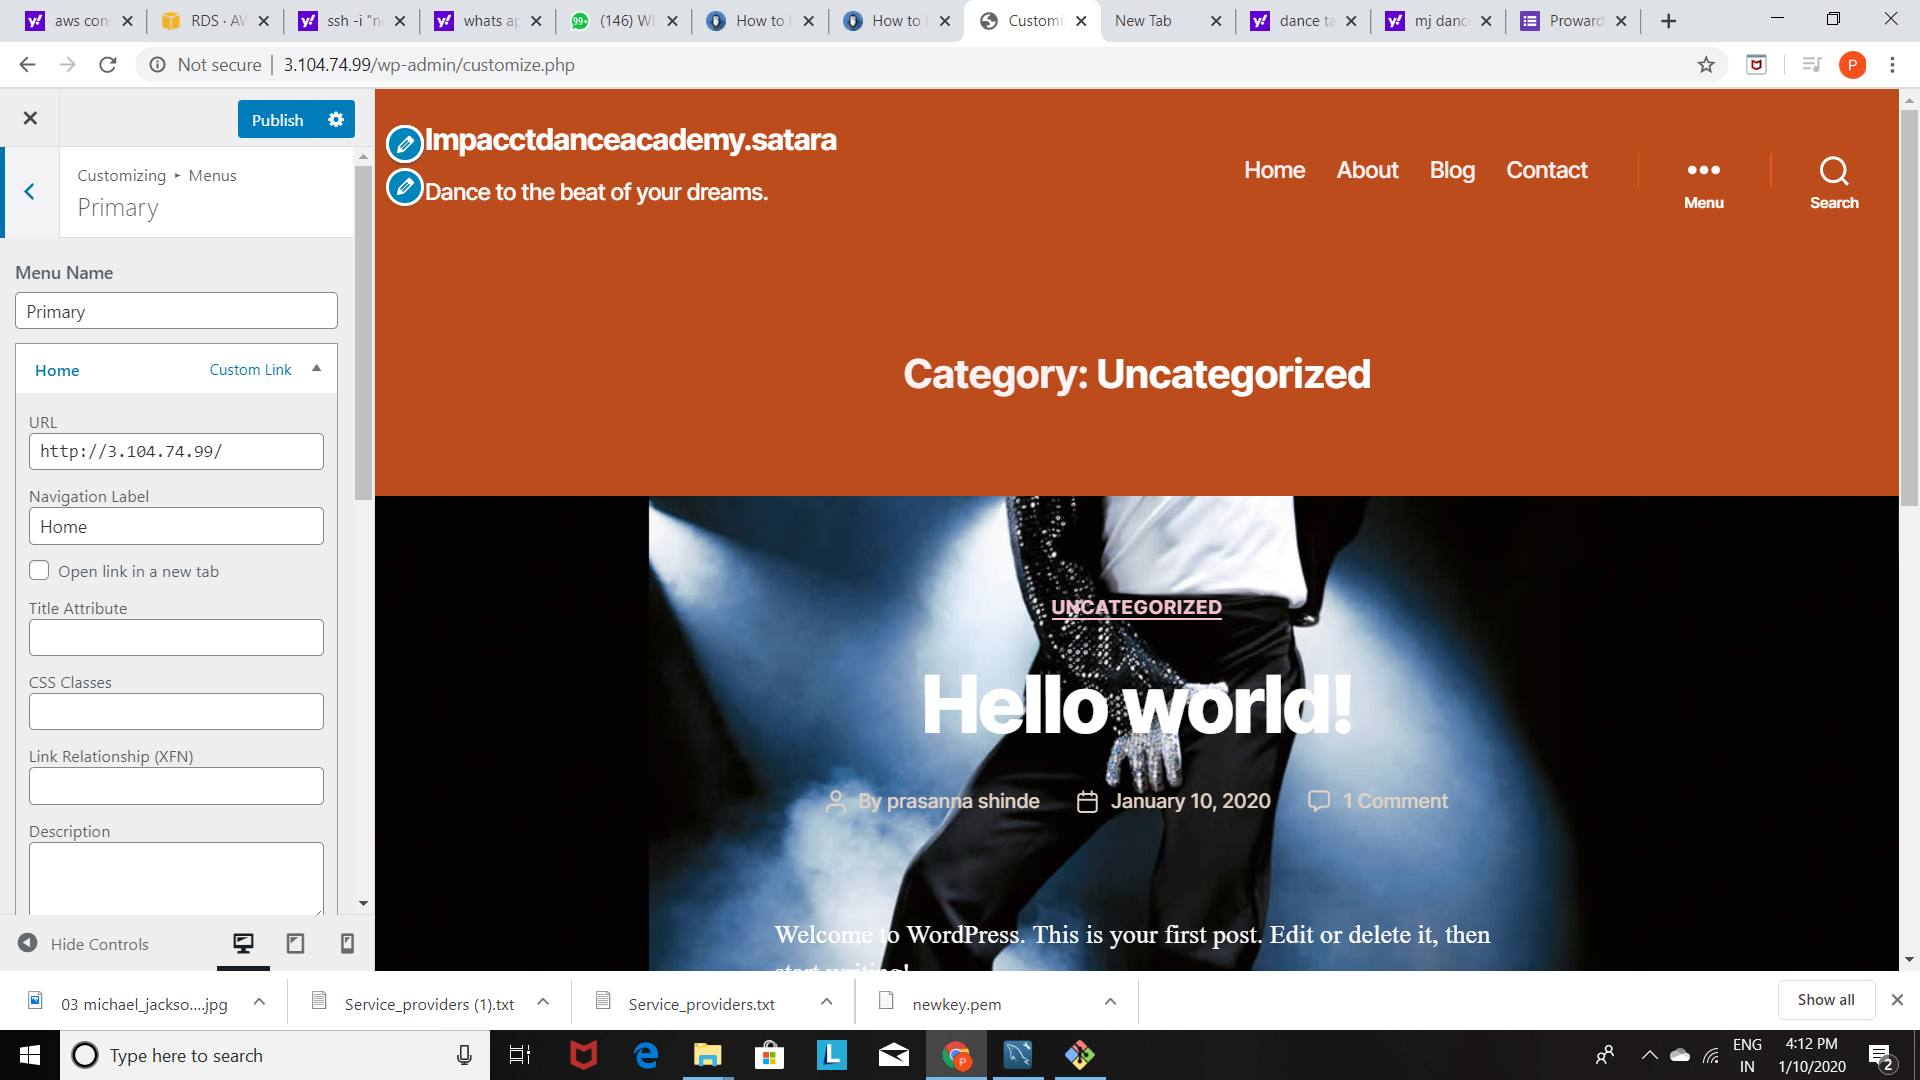 aws con
RDS · AW
ssh -i "n
whats ap
99+
(146) Wh
How to
How to
Customi
New Tab
dance ta
mj danc
Proward
Not secure
3.104.74.99/wp-admin/customize.php
P
Publish
Customizing ▸ Menus
Primary
Menu Name
Primary
Home
Custom Link
URL
http://3.104.74.99/
Navigation Label
Home
Open link in a new tab
Title Attribute
CSS Classes
Link Relationship (XFN)
Description
Hide Controls
Impacctdanceacademy.satara
Dance to the beat of your dreams.
Home
About
Blog
Contact
Menu
Search
Category: Uncategorized
UNCATEGORIZED
Hello world!
By prasanna shinde
January 10, 2020
1 Comment
Welcome to WordPress. This is your first post. Edit or delete it, then
start writing!
03 michael_jackso....jpg
Service_providers (1).txt
Service_providers.txt
newkey.pem
Show all
Type here to search
L
P
ENG
IN
4:12 PM
1/10/2020
2